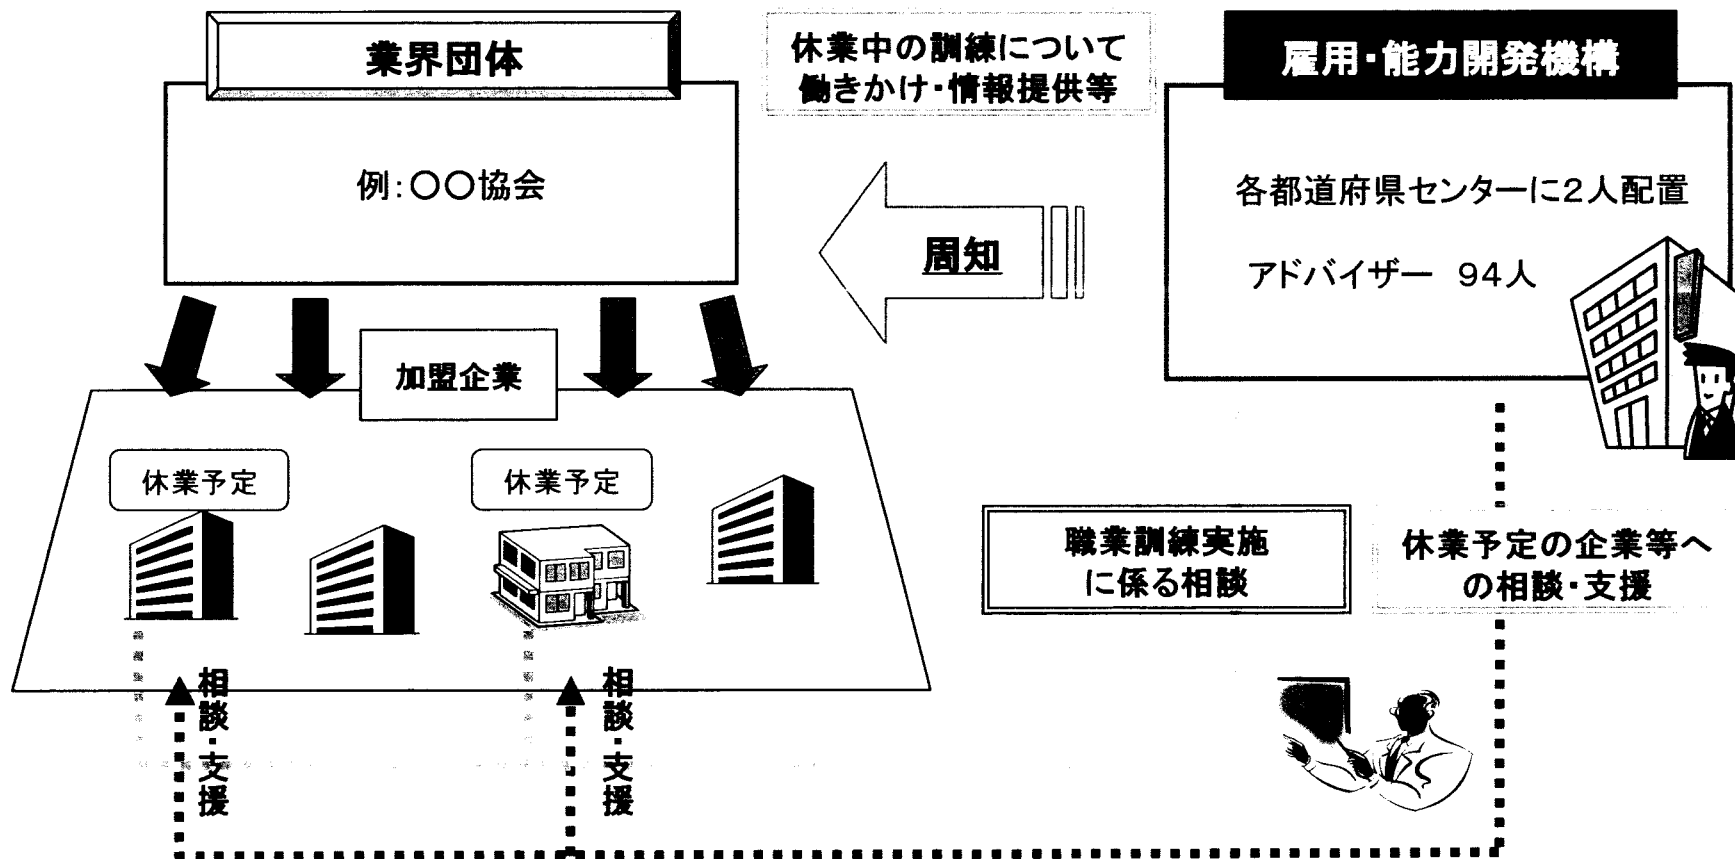 業界団体
例：〇〇協会
休業中の訓練について
働きかけ・情報提供等
周知
雇用・能力開発機構
各都道府県センターに２人配置
アドバイザー　94人
加盟企業
休業予定
休業予定
職業訓練実施
に係る相談
休業予定の企業等へ
の相談・支援
相談・支援
相談・支援